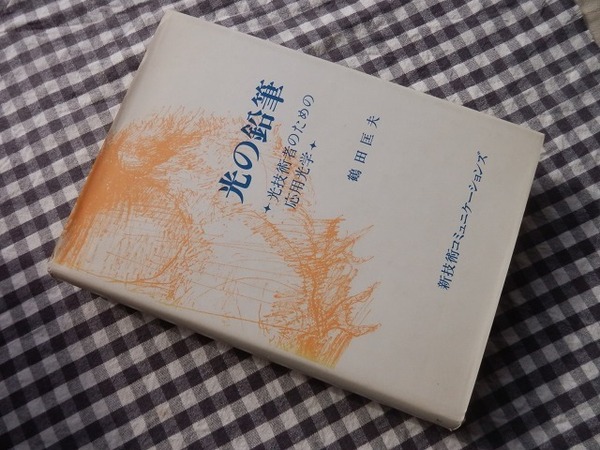 光の鉛筆
✦光技術者のための
応用光学✦
鶴田匡夫
新技術コミュニケーションズ